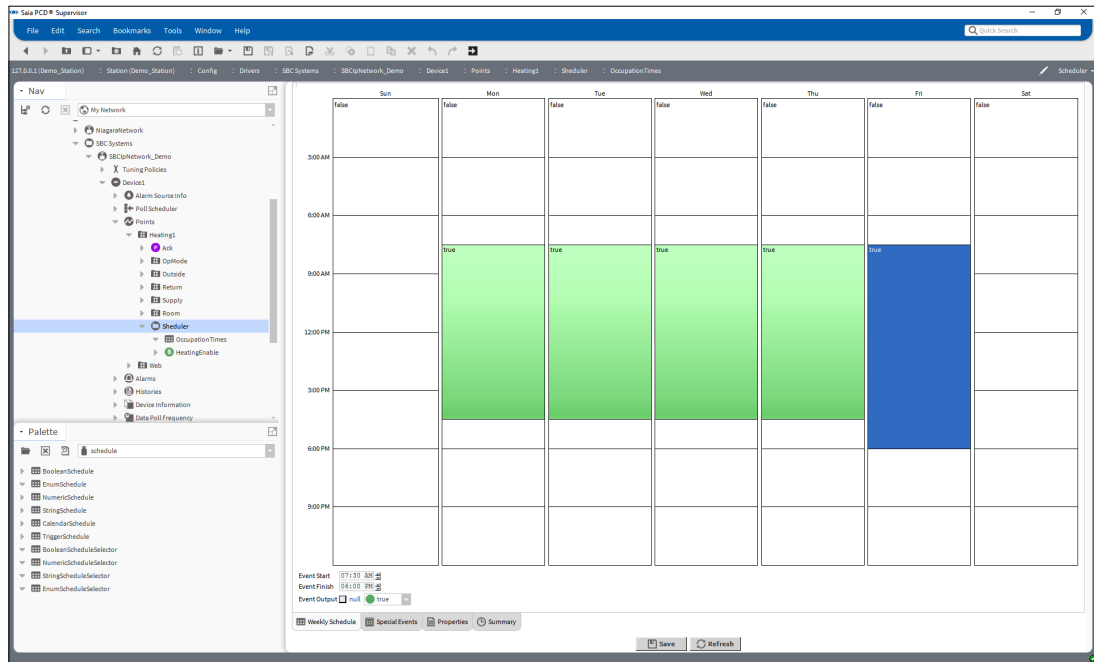 Saia PCD® Supervisor
File Edit Search Bookmarks Tools Window Help
Quick Search
127.0.0.1 (Demo_Station) : Station (Demo_Station) : Config : Drivers : SBC Systems : SBCIpNetwork_Demo : Device1 : Points : Heating1 : Sheduler : OccupationTimes
Scheduler
Nav
My Network
NiagaraNetwork
SBC Systems
SBCIpNetwork_Demo
Tuning Policies
Device1
Alarm Source Info
Poll Scheduler
Points
Heating1
Ack
OpMode
Outside
Return
Supply
Room
Sheduler
OccupationTimes
HeatingEnable
Web
Alarms
Histories
Device Information
Data Poll Frequency
Palette
schedule
BooleanSchedule
EnumSchedule
NumericSchedule
StringSchedule
CalendarSchedule
TriggerSchedule
BooleanScheduleSelector
NumericScheduleSelector
StringScheduleSelector
EnumScheduleSelector
Sun Mon Tue Wed Thu Fri Sat
false false false false false false false
3:00 AM
6:00 AM
true true true true true
9:00 AM
12:00 PM
3:00 PM
6:00 PM
9:00 PM
Event Start 07:30 AM
Event Finish 06:00 PM
Event Output null true
Weekly Schedule Special Events Properties Summary
Save Refresh